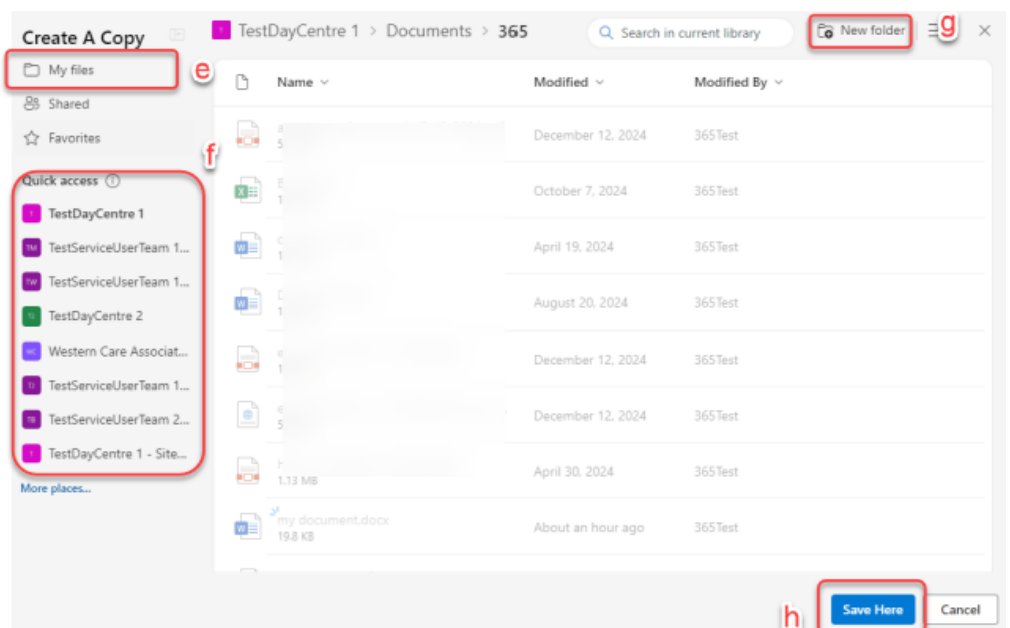 Create A Copy
TestDayCentre 1 > Documents > 365
Search in current library
New folder
g
My files
e
Shared
Favorites
f
Quick access
TestDayCentre 1
TestServiceUserTeam 1...
TestServiceUserTeam 1...
TestDayCentre 2
Western Care Associat...
TestServiceUserTeam 1...
TestServiceUserTeam 2...
TestDayCentre 1 - Site...
More places...
Name Modified Modified By
December 12, 2024 365Test
October 7, 2024 365Test
April 19, 2024 365Test
August 20, 2024 365Test
December 12, 2024 365Test
December 12, 2024 365Test
1.13 MB April 30, 2024 365Test
my document.docx About an hour ago 365Test
19.8 KB
h
Save Here Cancel